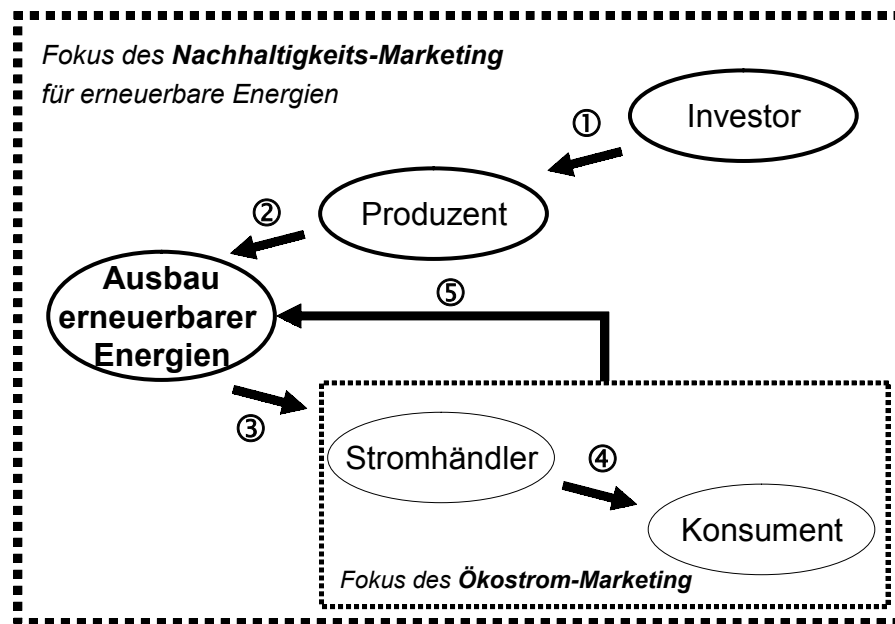 Fokus des Nachhaltigkeits-Marketing
für erneuerbare Energien
Investor
①
Produzent
②
Ausbau
erneuerbarer
Energien
⑤
③
Stromhändler
④
Konsument
Fokus des Ökostrom-Marketing